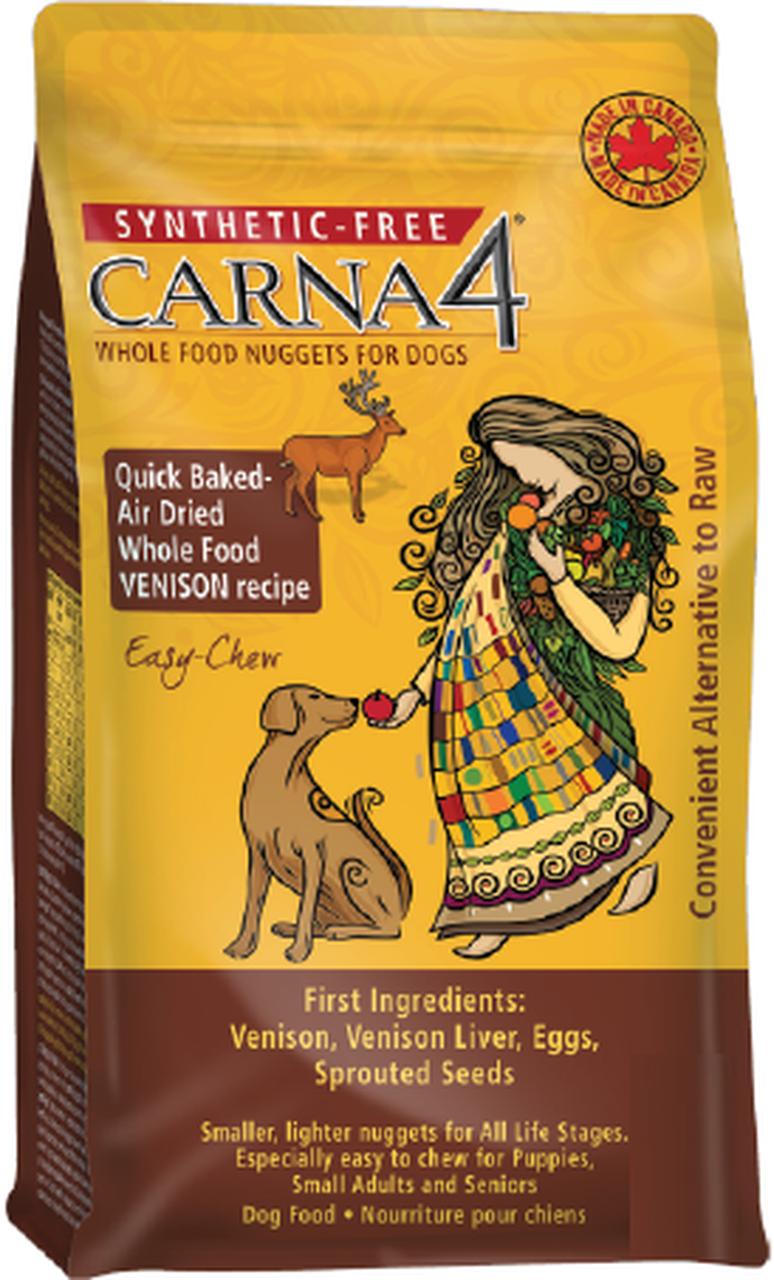 MADE IN CANADA
MADE IN CANADA
SYNTHETIC-FREE
CARNA4®
WHOLE FOOD NUGGETS FOR DOGS
Quick Baked-
Air Dried
Whole Food
VENISON recipe
Easy-Chew
Convenient Alternative to Raw
First Ingredients:
Venison, Venison Liver, Eggs,
Sprouted Seeds
Smaller, lighter nuggets for All Life Stages.
Especially easy to chew for Puppies,
Small Adults and Seniors
Dog Food • Nourriture pour chiens